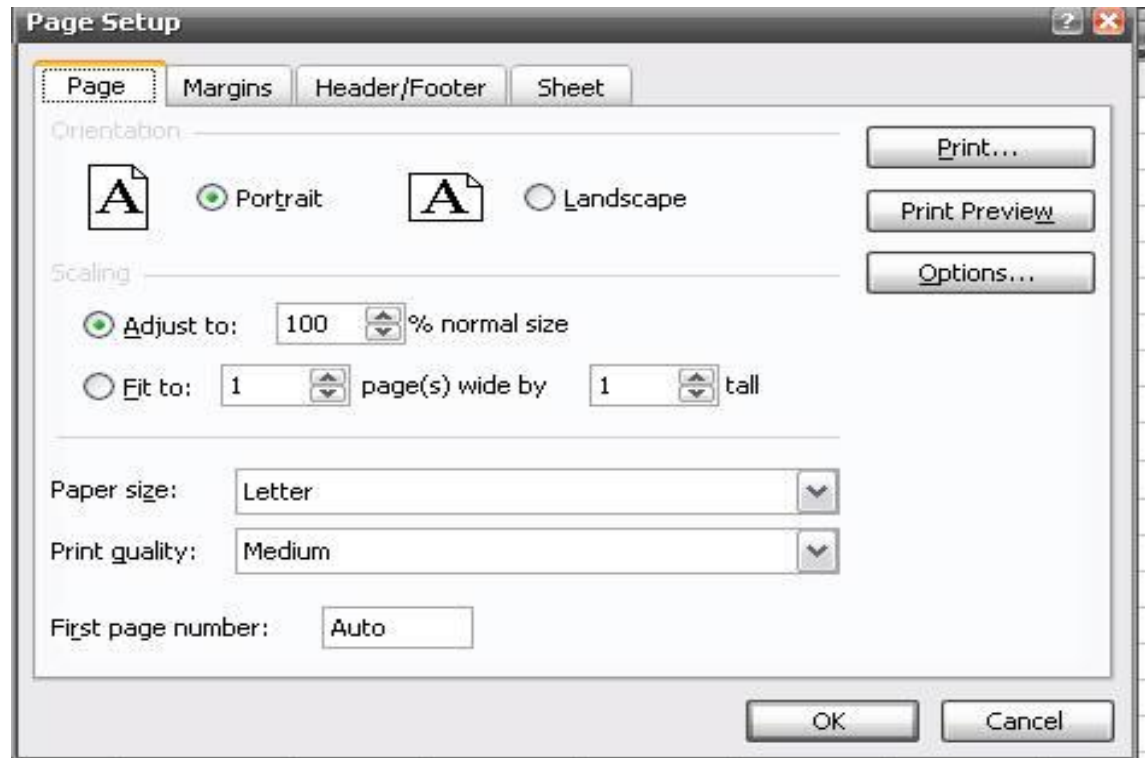 Page Setup
Page Margins Header/Footer Sheet
Orientation
A Portrait A Landscape
Print...
Print Preview
Options...
Scaling
Adjust to: 100 % normal size
Fit to: 1 page(s) wide by 1 tall
Paper size: Letter
Print quality: Medium
First page number: Auto
OK Cancel